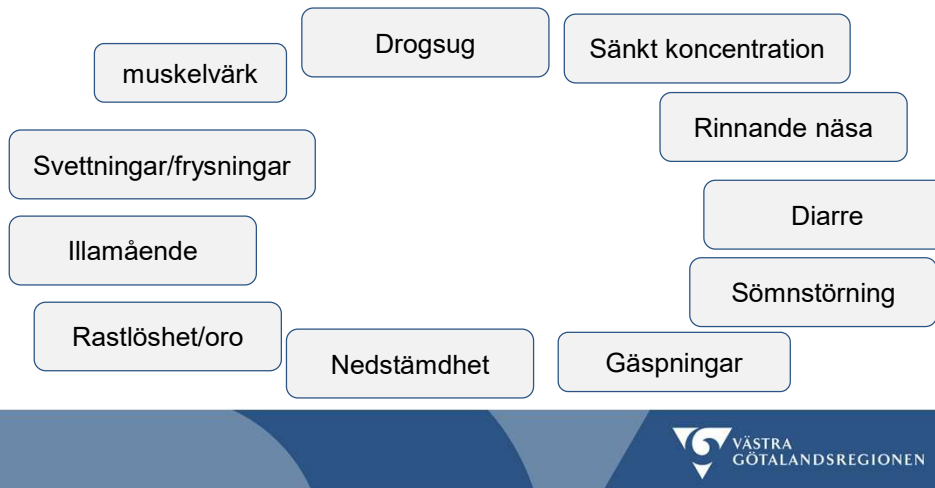 Drogsug
Sänkt koncentration
muskelvärk
Rinnande näsa
Svettningar/frysningar
Diarre
Illamående
Sömnstörning
Rastlöshet/oro
Nedstämdhet
Gäspningar
VÄSTRA
GÖTALANDSREGIONEN